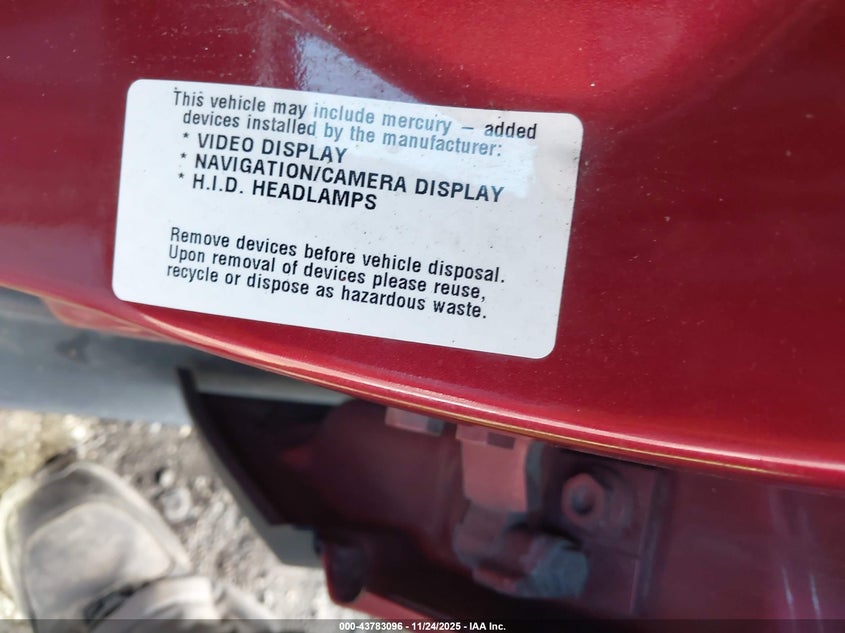 This vehicle may include mercury – added
devices installed by the manufacturer:
* VIDEO DISPLAY
* NAVIGATION/CAMERA DISPLAY
* H.I.D. HEADLAMPS
Remove devices before vehicle disposal.
Upon removal of devices please reuse,
recycle or dispose as hazardous waste.
000-43783096 - 11/24/2025 - IAA Inc.